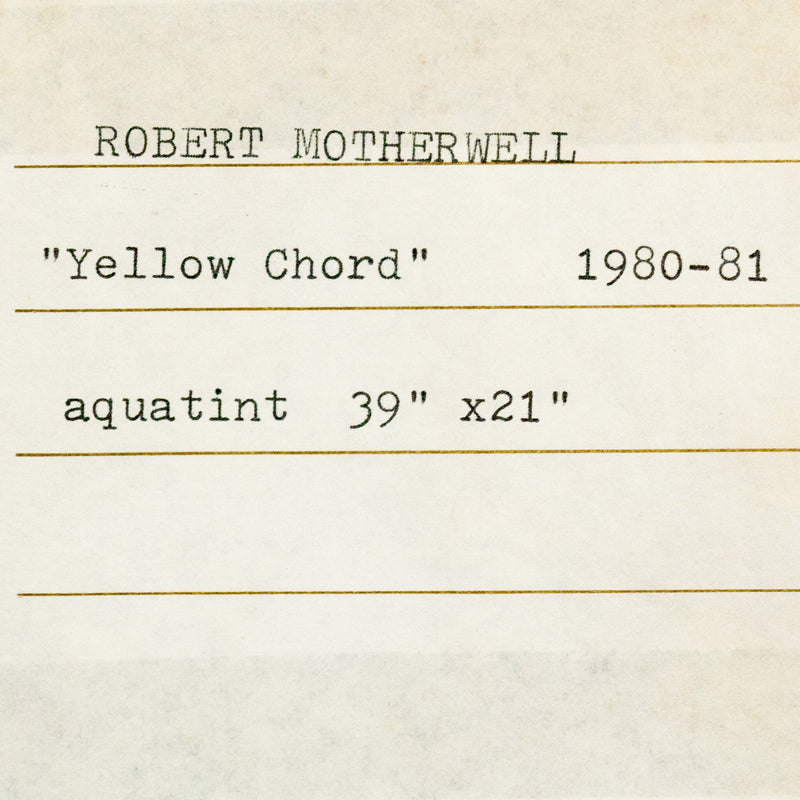 ROBERT MOTHERWELL
"Yellow Chord" 1980-81
aquatint 39" x21"